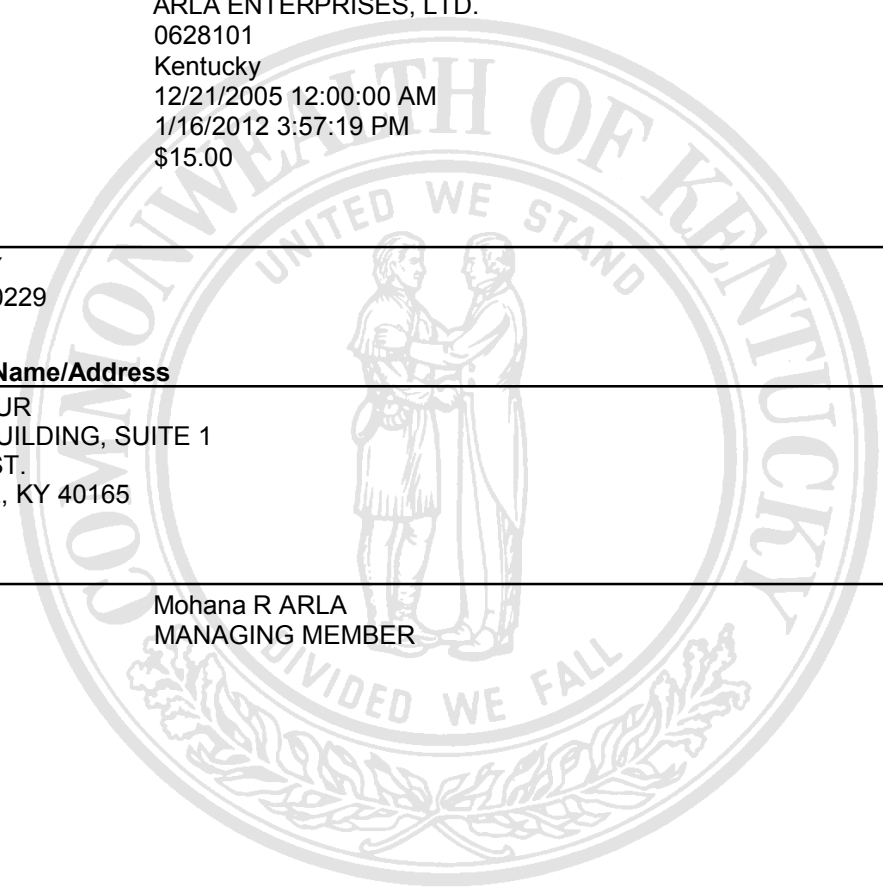 ARLA ENTERPRISES, LTD.
0628101
Kentucky
12/21/2005 12:00:00 AM
1/16/2012 3:57:19 PM
$15.00
0229
Name/Address
UR
UILDING, SUITE 1
ST.
, KY 40165
Mohana R ARLA
MANAGING MEMBER
COMMONWEALTH OF KENTUCKY
UNITED WE STAND
DIVIDED WE FALL